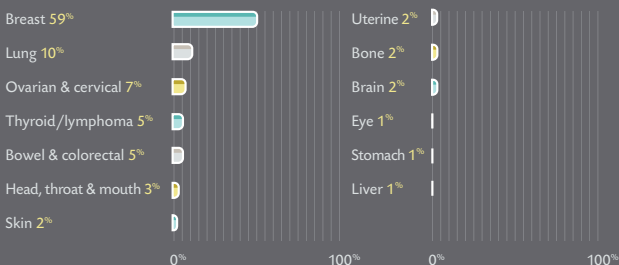 Breast 59%
Lung 10%
Ovarian & cervical 7%
Thyroid/lymphoma 5%
Bowel & colorectal 5%
Head, throat & mouth 3%
Skin 2%
0% 100%
Uterine 2%
Bone 2%
Brain 2%
Eye 1%
Stomach 1%
Liver 1%
0% 100%